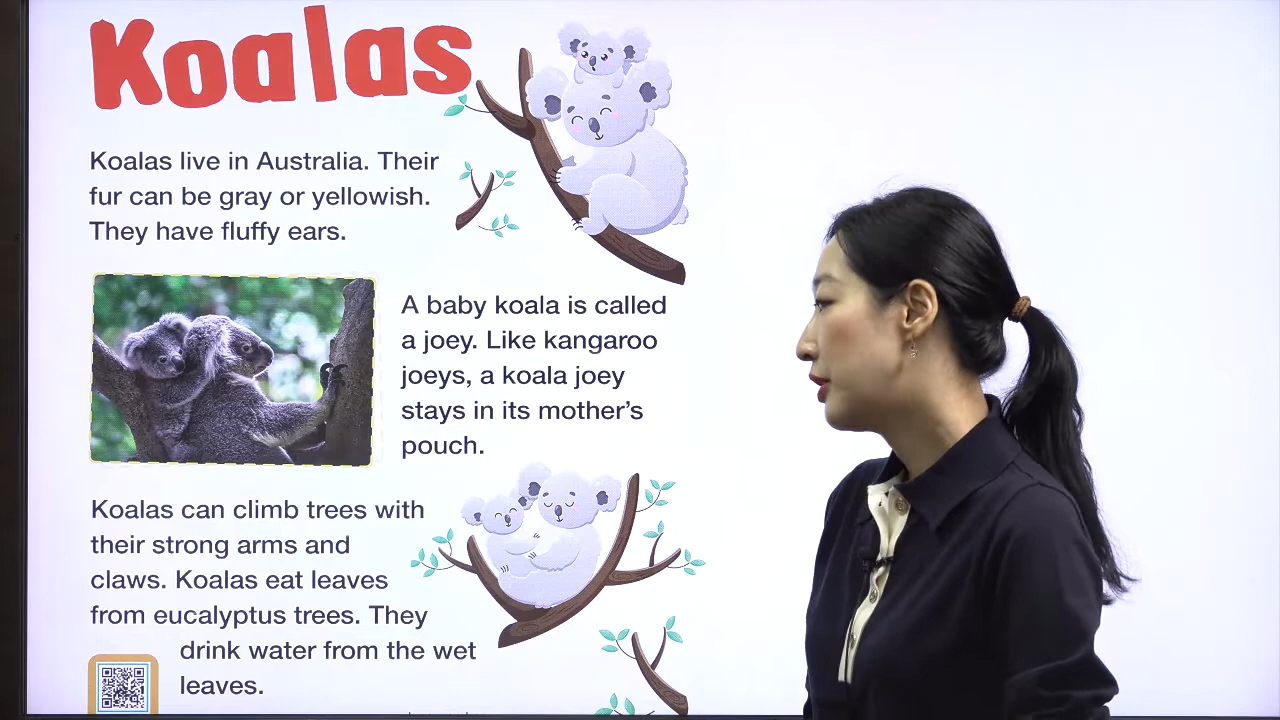 Koalas
Koalas live in Australia. Their
fur can be gray or yellowish.
They have fluffy ears.
A baby koala is called
a joey. Like kangaroo
joeys, a koala joey
stays in its mother’s
pouch.
Koalas can climb trees with
their strong arms and
claws. Koalas eat leaves
from eucalyptus trees. They
drink water from the wet
leaves.